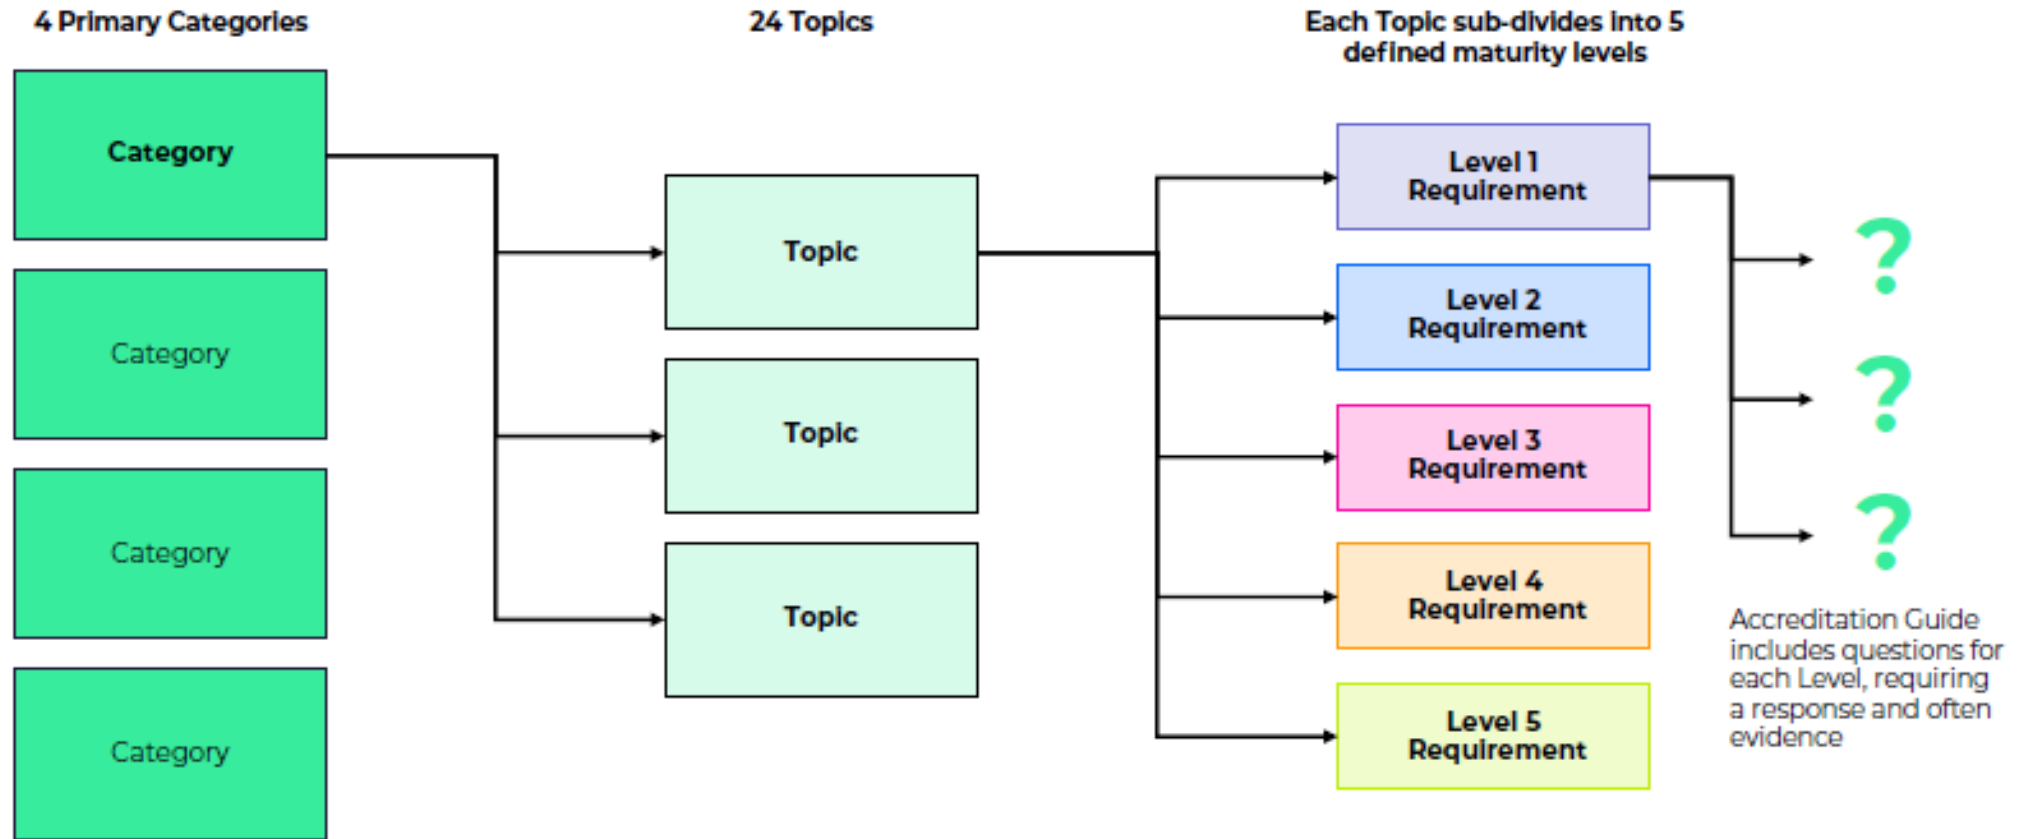 4 Primary Categories
24 Topics
Each Topic sub-divides into 5
defined maturity levels
Category
Category
Category
Category
Topic
Topic
Topic
Level 1
Requirement
Level 2
Requirement
Level 3
Requirement
Level 4
Requirement
Level 5
Requirement
?
?
?
Accreditation Guide
includes questions for
each Level, requiring
a response and often
evidence